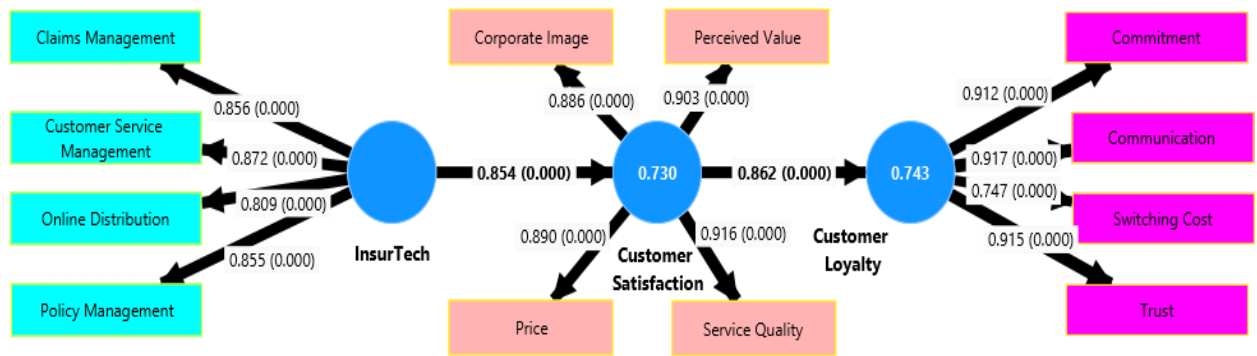 Claims Management
Customer Service
Management
Online Distribution
Policy Management
0.856 (0.000)
0.872 (0.000)
0.809 (0.000)
0.855 (0.000)
InsurTech
0.854 (0.000)
Corporate Image
Perceived Value
0.886 (0.000)
0.903 (0.000)
0.730
0.890 (0.000)
0.916 (0.000)
Customer
Satisfaction
Price
Service Quality
0.862 (0.000)
0.743
Customer
Loyalty
0.912 (0.000)
0.917 (0.000)
0.747 (0.000)
0.915 (0.000)
Commitment
Communication
Switching Cost
Trust